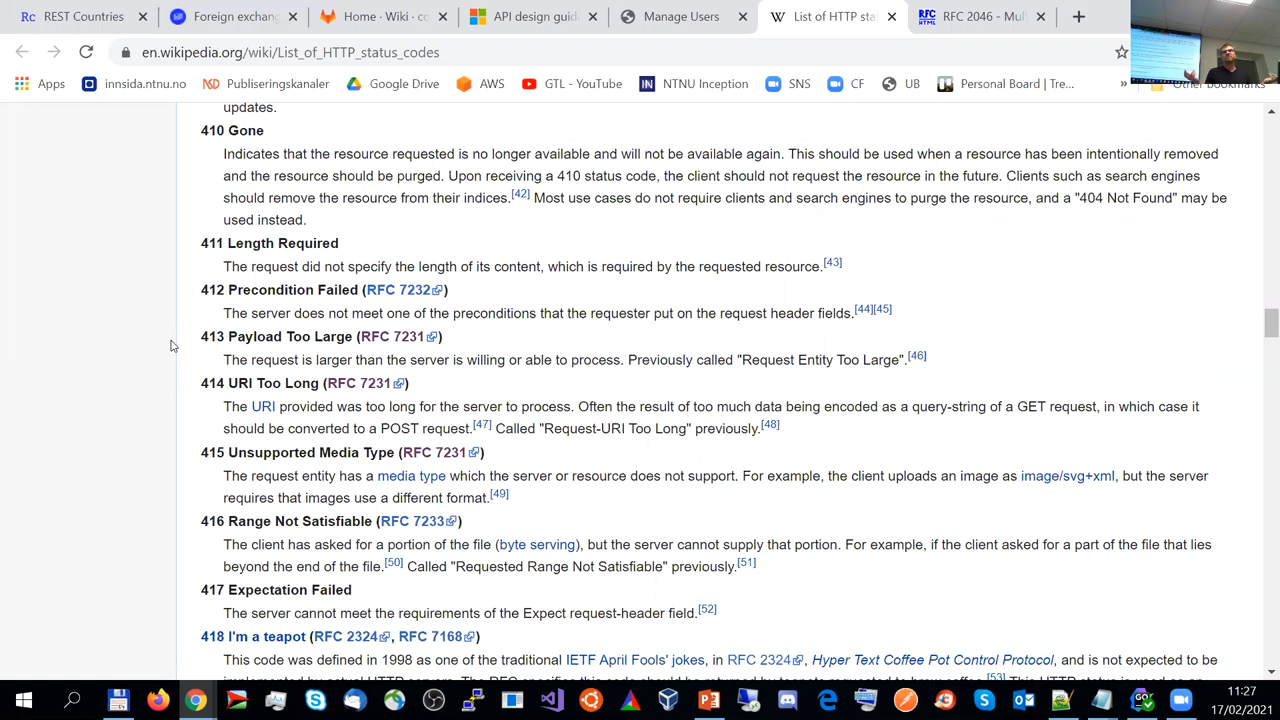 REST Countries
Foreign exchan
Home · Wiki · c
API design guid
Manage Users
List of HTTP sta
RFC 2046 - Mul
en.wikipedia.org/wiki/List_of_HTTP_status_codes
Apps
innsida.ntnu.no
Publiseringskanaler
Google Dr
AWS
GTL - YouTube
NTNU Inception
SNS
CF
UB
Personal Board | Tre...
»
Other bookmarks
updates.
410 Gone
Indicates that the resource requested is no longer available and will not be available again. This should be used when a resource has been intentionally removed
and the resource should be purged. Upon receiving a 410 status code, the client should not request the resource in the future. Clients such as search engines
should remove the resource from their indices.[42] Most use cases do not require clients and search engines to purge the resource, and a "404 Not Found" may be
used instead.
411 Length Required
The request did not specify the length of its content, which is required by the requested resource.[43]
412 Precondition Failed (RFC 7232)
The server does not meet one of the preconditions that the requester put on the request header fields.[44][45]
413 Payload Too Large (RFC 7231)
The request is larger than the server is willing or able to process. Previously called "Request Entity Too Large".[46]
414 URI Too Long (RFC 7231)
The URI provided was too long for the server to process. Often the result of too much data being encoded as a query-string of a GET request, in which case it
should be converted to a POST request.[47] Called "Request-URI Too Long" previously.[48]
415 Unsupported Media Type (RFC 7231)
The request entity has a media type which the server or resource does not support. For example, the client uploads an image as image/svg+xml, but the server
requires that images use a different format.[49]
416 Range Not Satisfiable (RFC 7233)
The client has asked for a portion of the file (byte serving), but the server cannot supply that portion. For example, if the client asked for a part of the file that lies
beyond the end of the file.[50] Called "Requested Range Not Satisfiable" previously.[51]
417 Expectation Failed
The server cannot meet the requirements of the Expect request-header field.[52]
418 I'm a teapot (RFC 2324, RFC 7168)
This code was defined in 1998 as one of the traditional IETF April Fools' jokes, in RFC 2324, Hyper Text Coffee Pot Control Protocol, and is not expected to be
11:27
17/02/2021